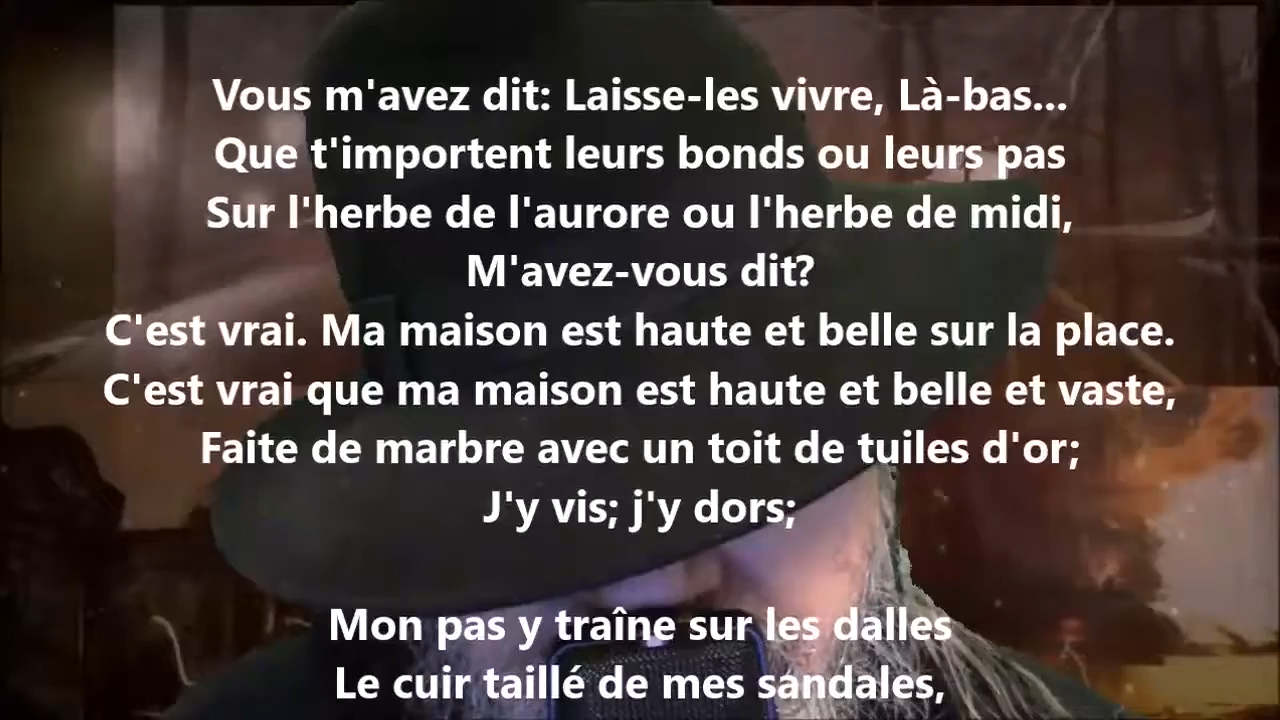 Vous m'avez dit: Laisse-les vivre, Là-bas...
Que t'importent leurs bonds ou leurs pas
Sur l'herbe de l'aurore ou l'herbe de midi,
M'avez-vous dit?
C'est vrai. Ma maison est haute et belle sur la place.
C'est vrai que ma maison est haute et belle et vaste,
Faite de marbre avec un toit de tuiles d'or;
J'y vis; j'y dors;
Mon pas y traîne sur les dalles
Le cuir taillé de mes sandales,